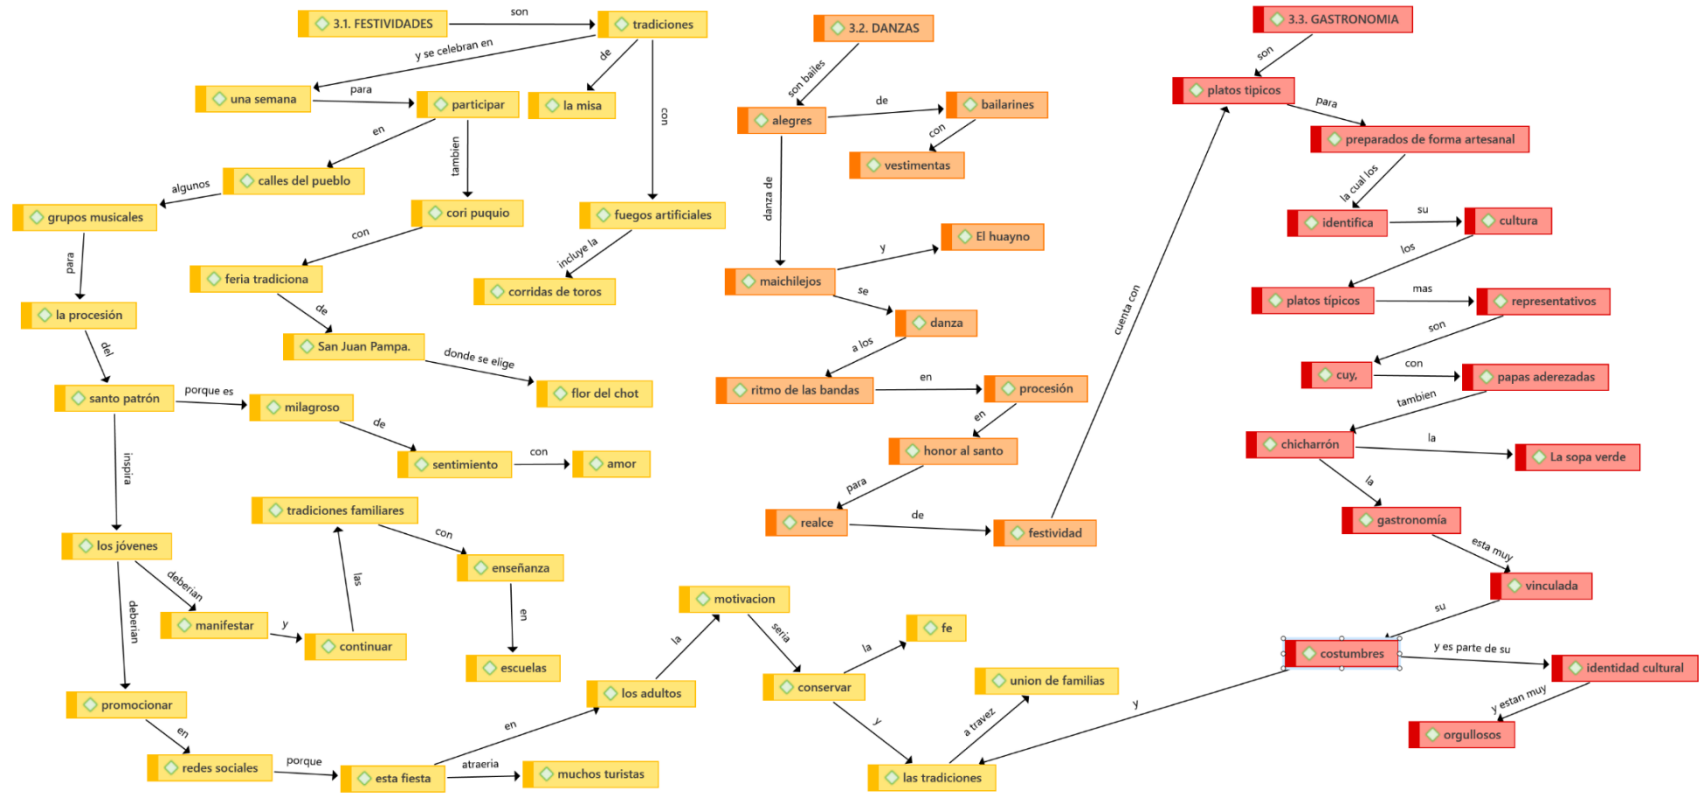 3.1. FESTIVIDADES
son
tradiciones
y se celebran en
de
con
una semana
para
participar
la misa
en
tambien
calles del pueblo
algunos
grupos musicales
cori puquio
fuegos artificiales
para
con
incluye la
feria tradiciona
corridas de toros
la procesión
de
del
San Juan Pampa.
donde se elige
flor del chot
santo patrón
porque es
milagroso
de
sentimiento
con
amor
inspira
tradiciones familiares
con
enseñanza
las
en
los jóvenes
deberian
deberian
manifestar
y
continuar
escuelas
promocionar
en
redes sociales
porque
esta fiesta
atraeria
muchos turistas
en
los adultos
la
motivacion
seria
conservar
la
fe
y
las tradiciones
a travez
union de familias
3.2. DANZAS
son bailes
alegres
de
bailarines
con
vestimentas
danza de
maichilejos
y
El huayno
se
danza
a los
ritmo de las bandas
en
procesión
en
honor al santo
para
realce
de
festividad
cuenta con
3.3. GASTRONOMIA
son
platos tipicos
para
preparados de forma artesanal
la cual los
identifica
su
cultura
los
platos típicos
mas
representativos
son
cuy,
con
papas aderezadas
tambien
chicharrón
la
La sopa verde
la
gastronomía
esta muy
vinculada
su
costumbres
y es parte de su
identidad cultural
y estan muy
orgullosos
y